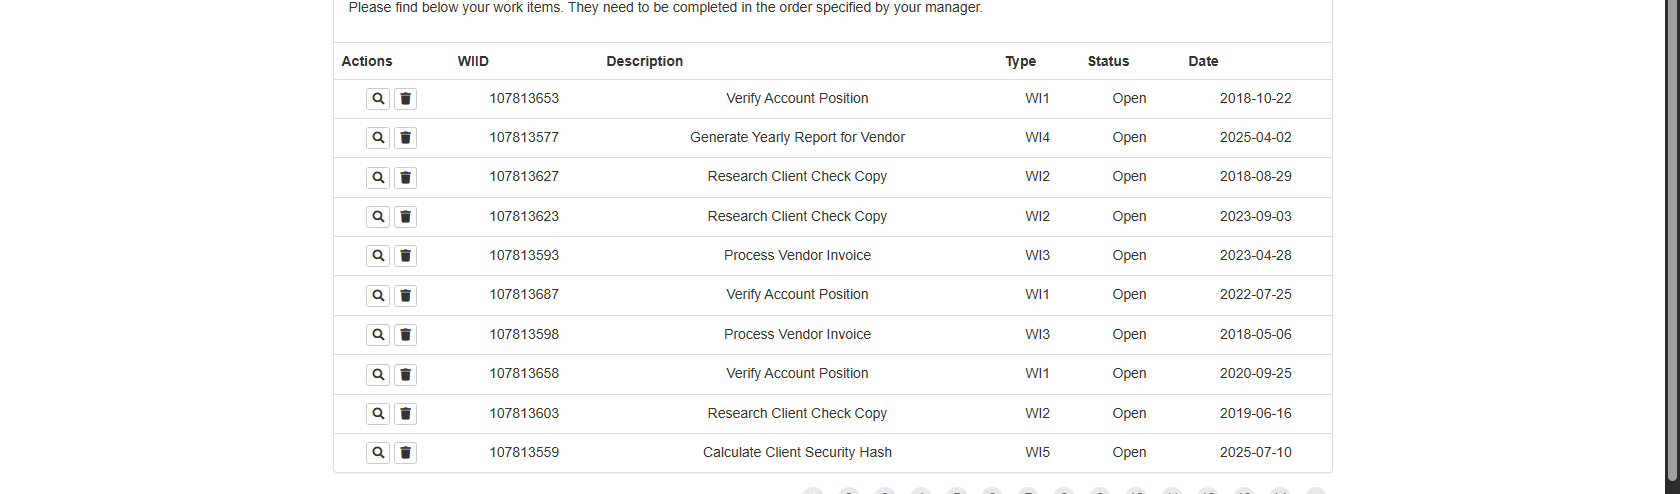 Please find below your work items. They need to be completed in the order specified by your manager.
Actions WIID Description Type Status Date
107813653 Verify Account Position WI1 Open 2018-10-22
107813577 Generate Yearly Report for Vendor WI4 Open 2025-04-02
107813627 Research Client Check Copy WI2 Open 2018-08-29
107813623 Research Client Check Copy WI2 Open 2023-09-03
107813593 Process Vendor Invoice WI3 Open 2023-04-28
107813687 Verify Account Position WI1 Open 2022-07-25
107813598 Process Vendor Invoice WI3 Open 2018-05-06
107813658 Verify Account Position WI1 Open 2020-09-25
107813603 Research Client Check Copy WI2 Open 2019-06-16
107813559 Calculate Client Security Hash WI5 Open 2025-07-10